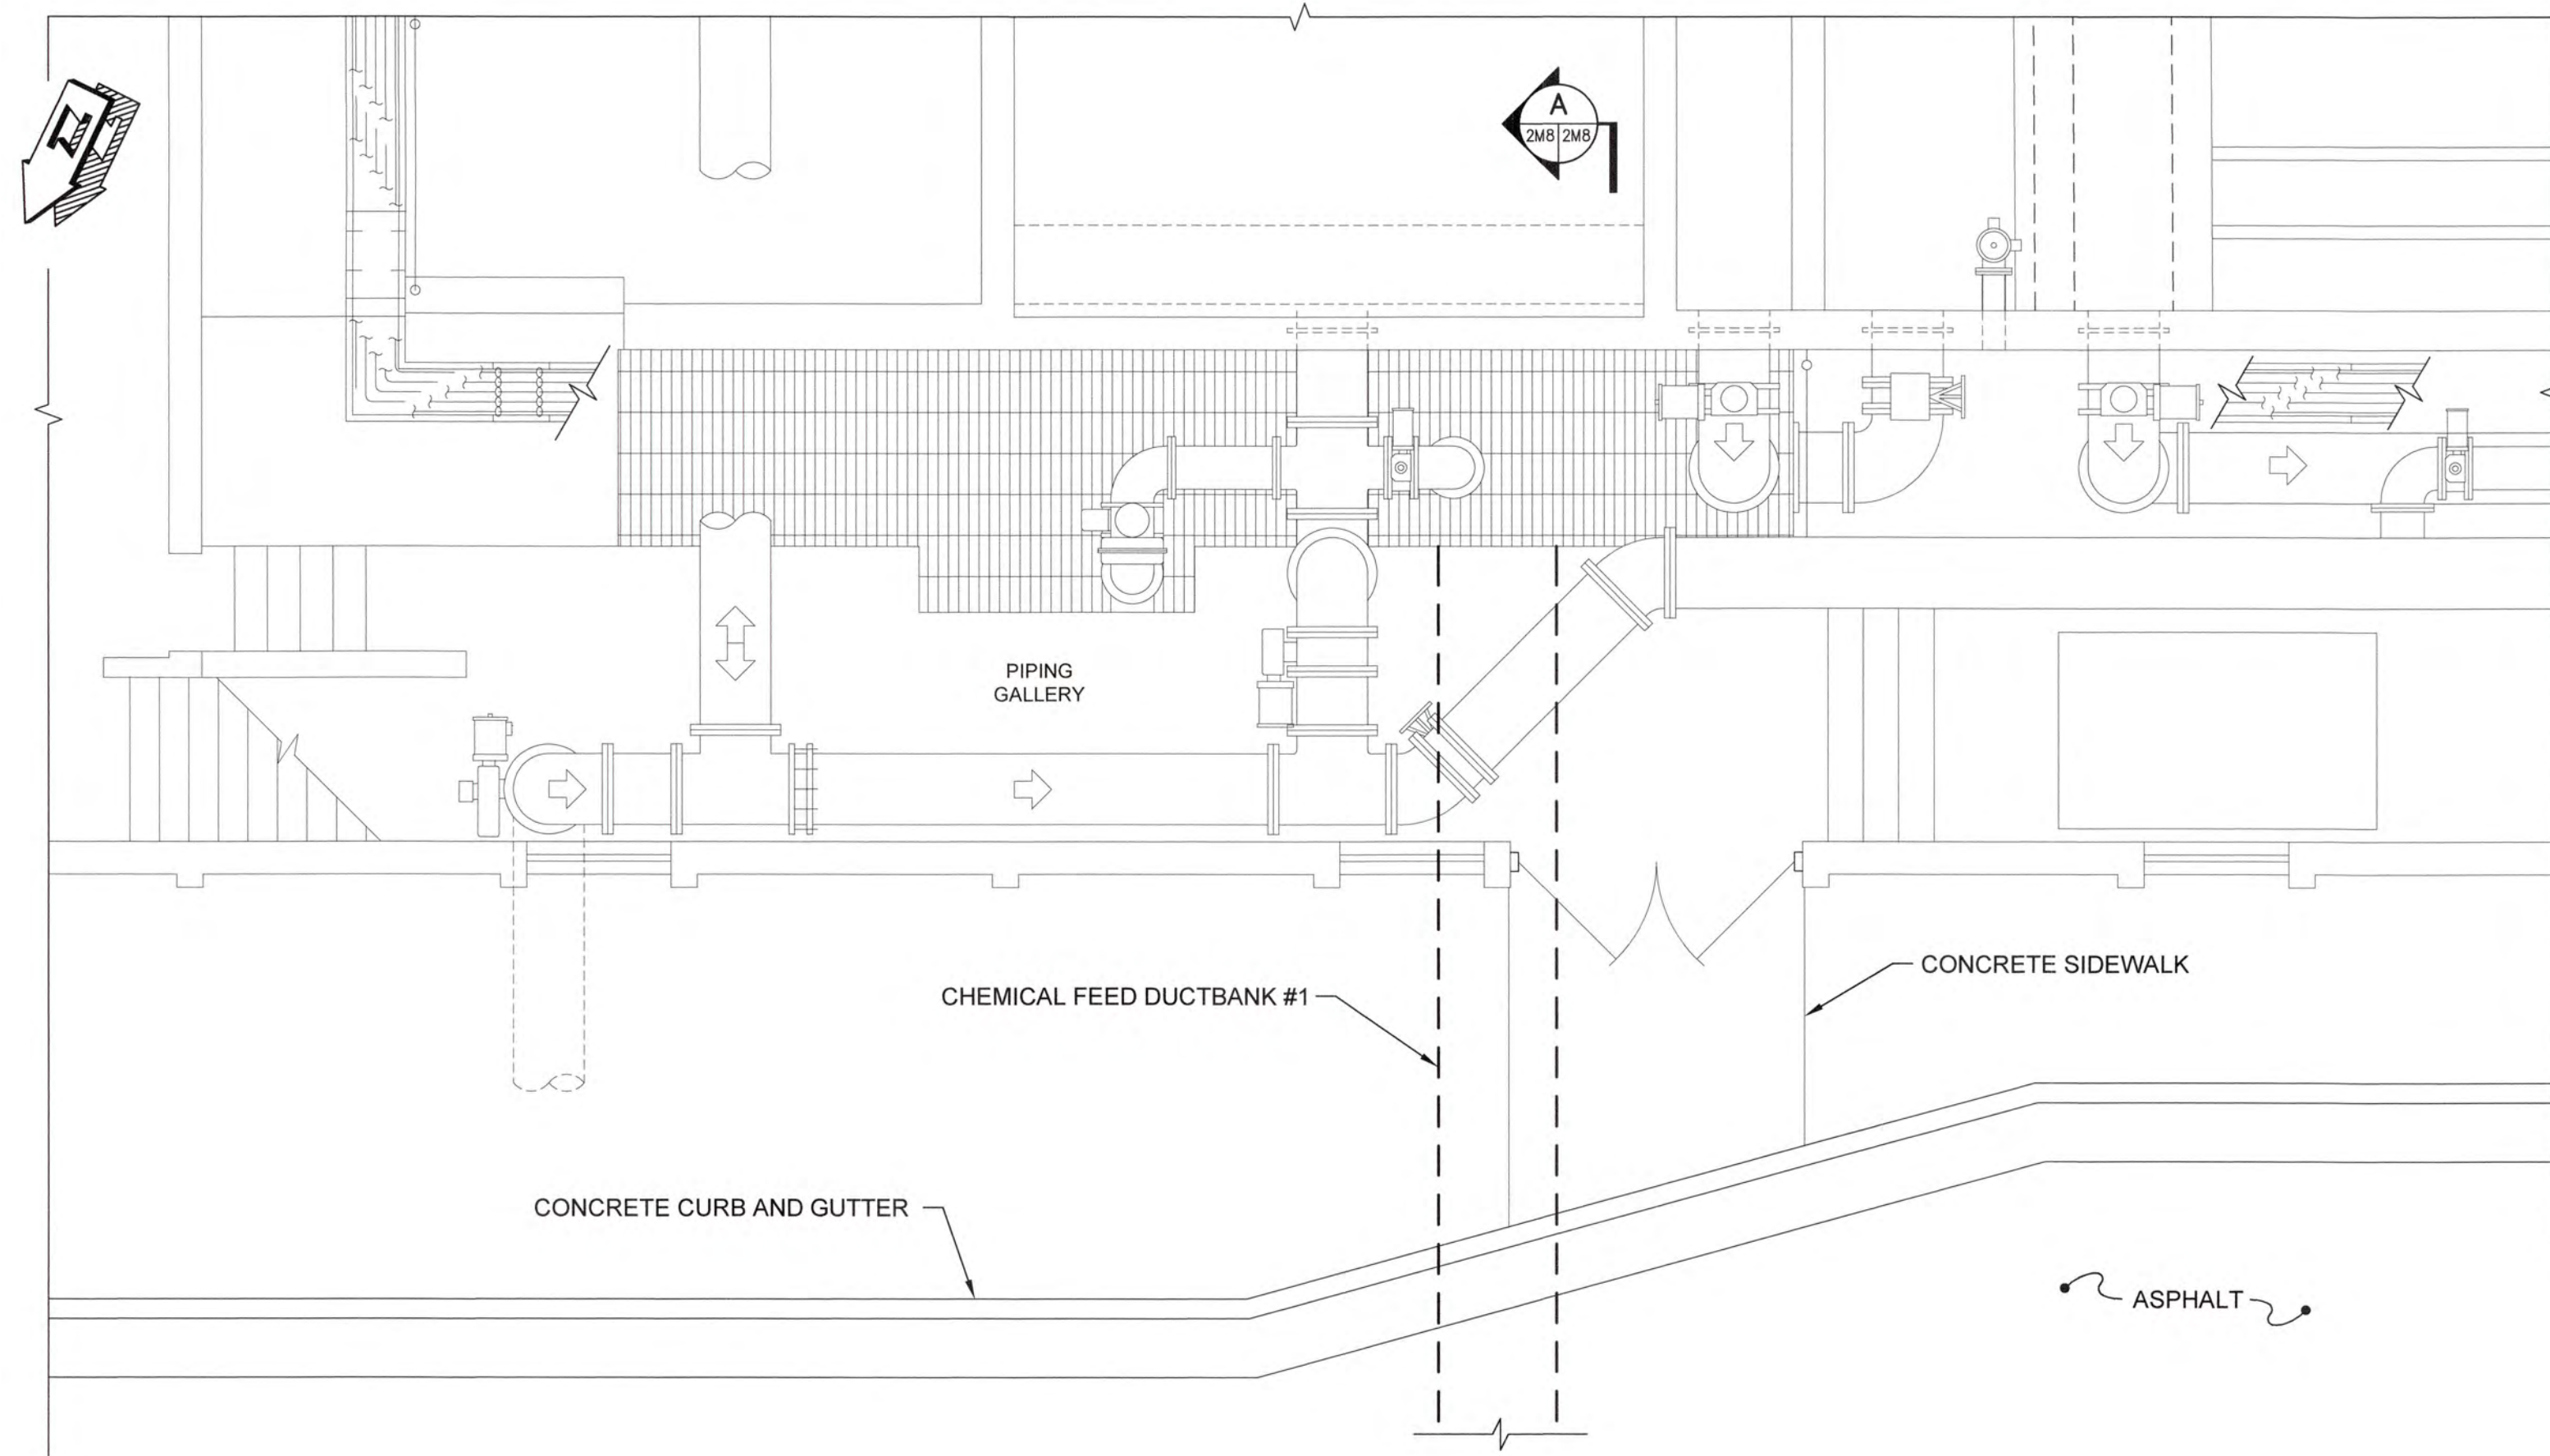 N
A
2M8 2M8
PIPING
GALLERY
CONCRETE SIDEWALK
CHEMICAL FEED DUCTBANK #1
CONCRETE CURB AND GUTTER
ASPHALT